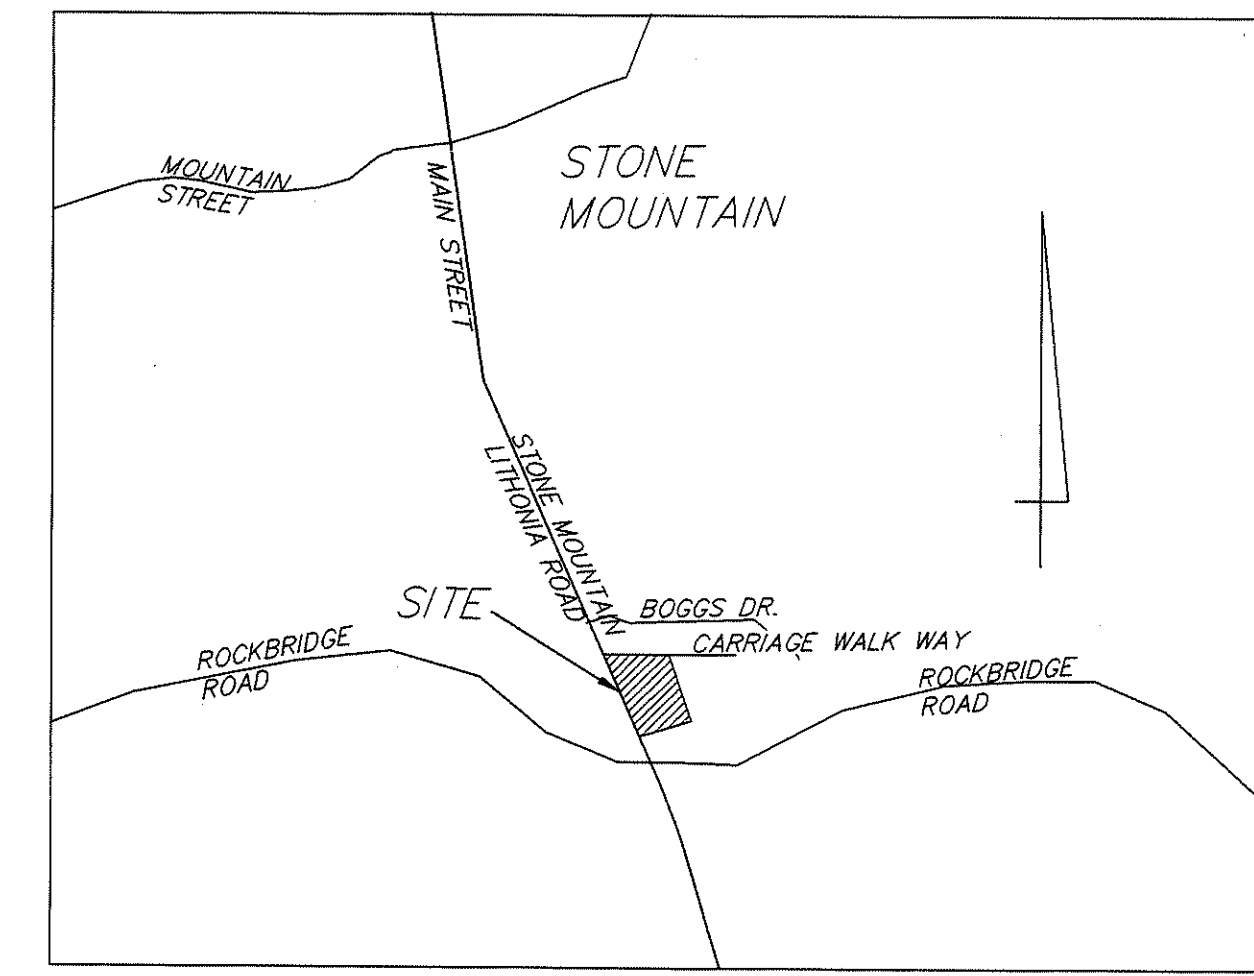 MOUNTAIN
STREET
STONE
MOUNTAIN
MAIN STREET
STONE MOUNTAIN
LITHONIA ROAD
SITE
BOGGS DR.
CARRIAGE WALK WAY
ROCKBRIDGE
ROAD
ROCKBRIDGE
ROAD